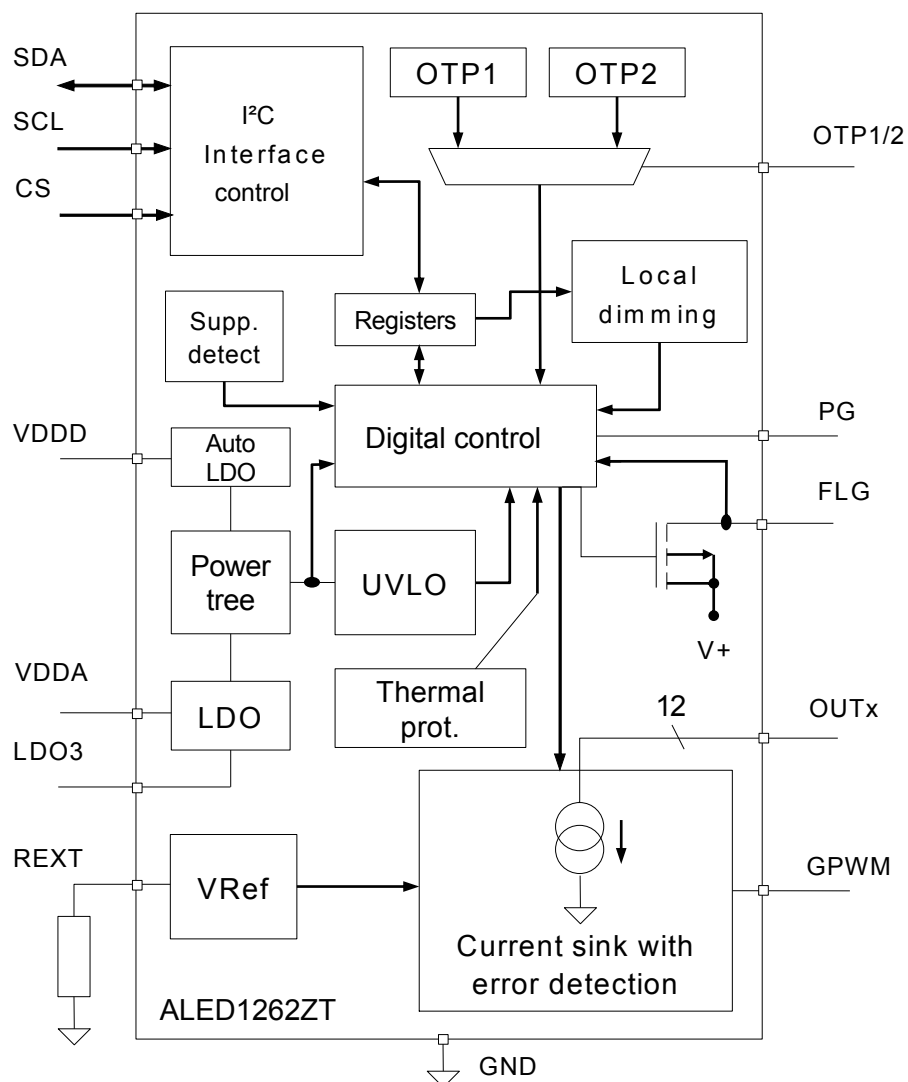 SDA
SCL
CS
I²C
Interface
control
OTP1
OTP2
OTP1/2
Local
dimming
Registers
Supp.
detect
Digital control
PG
VDDD
Auto
LDO
FLG
Power
tree
UVLO
V+
VDDA
LDO
Thermal
prot.
12
OUTx
LDO3
REXT
VRef
GPWM
Current sink with
error detection
ALED1262ZT
GND